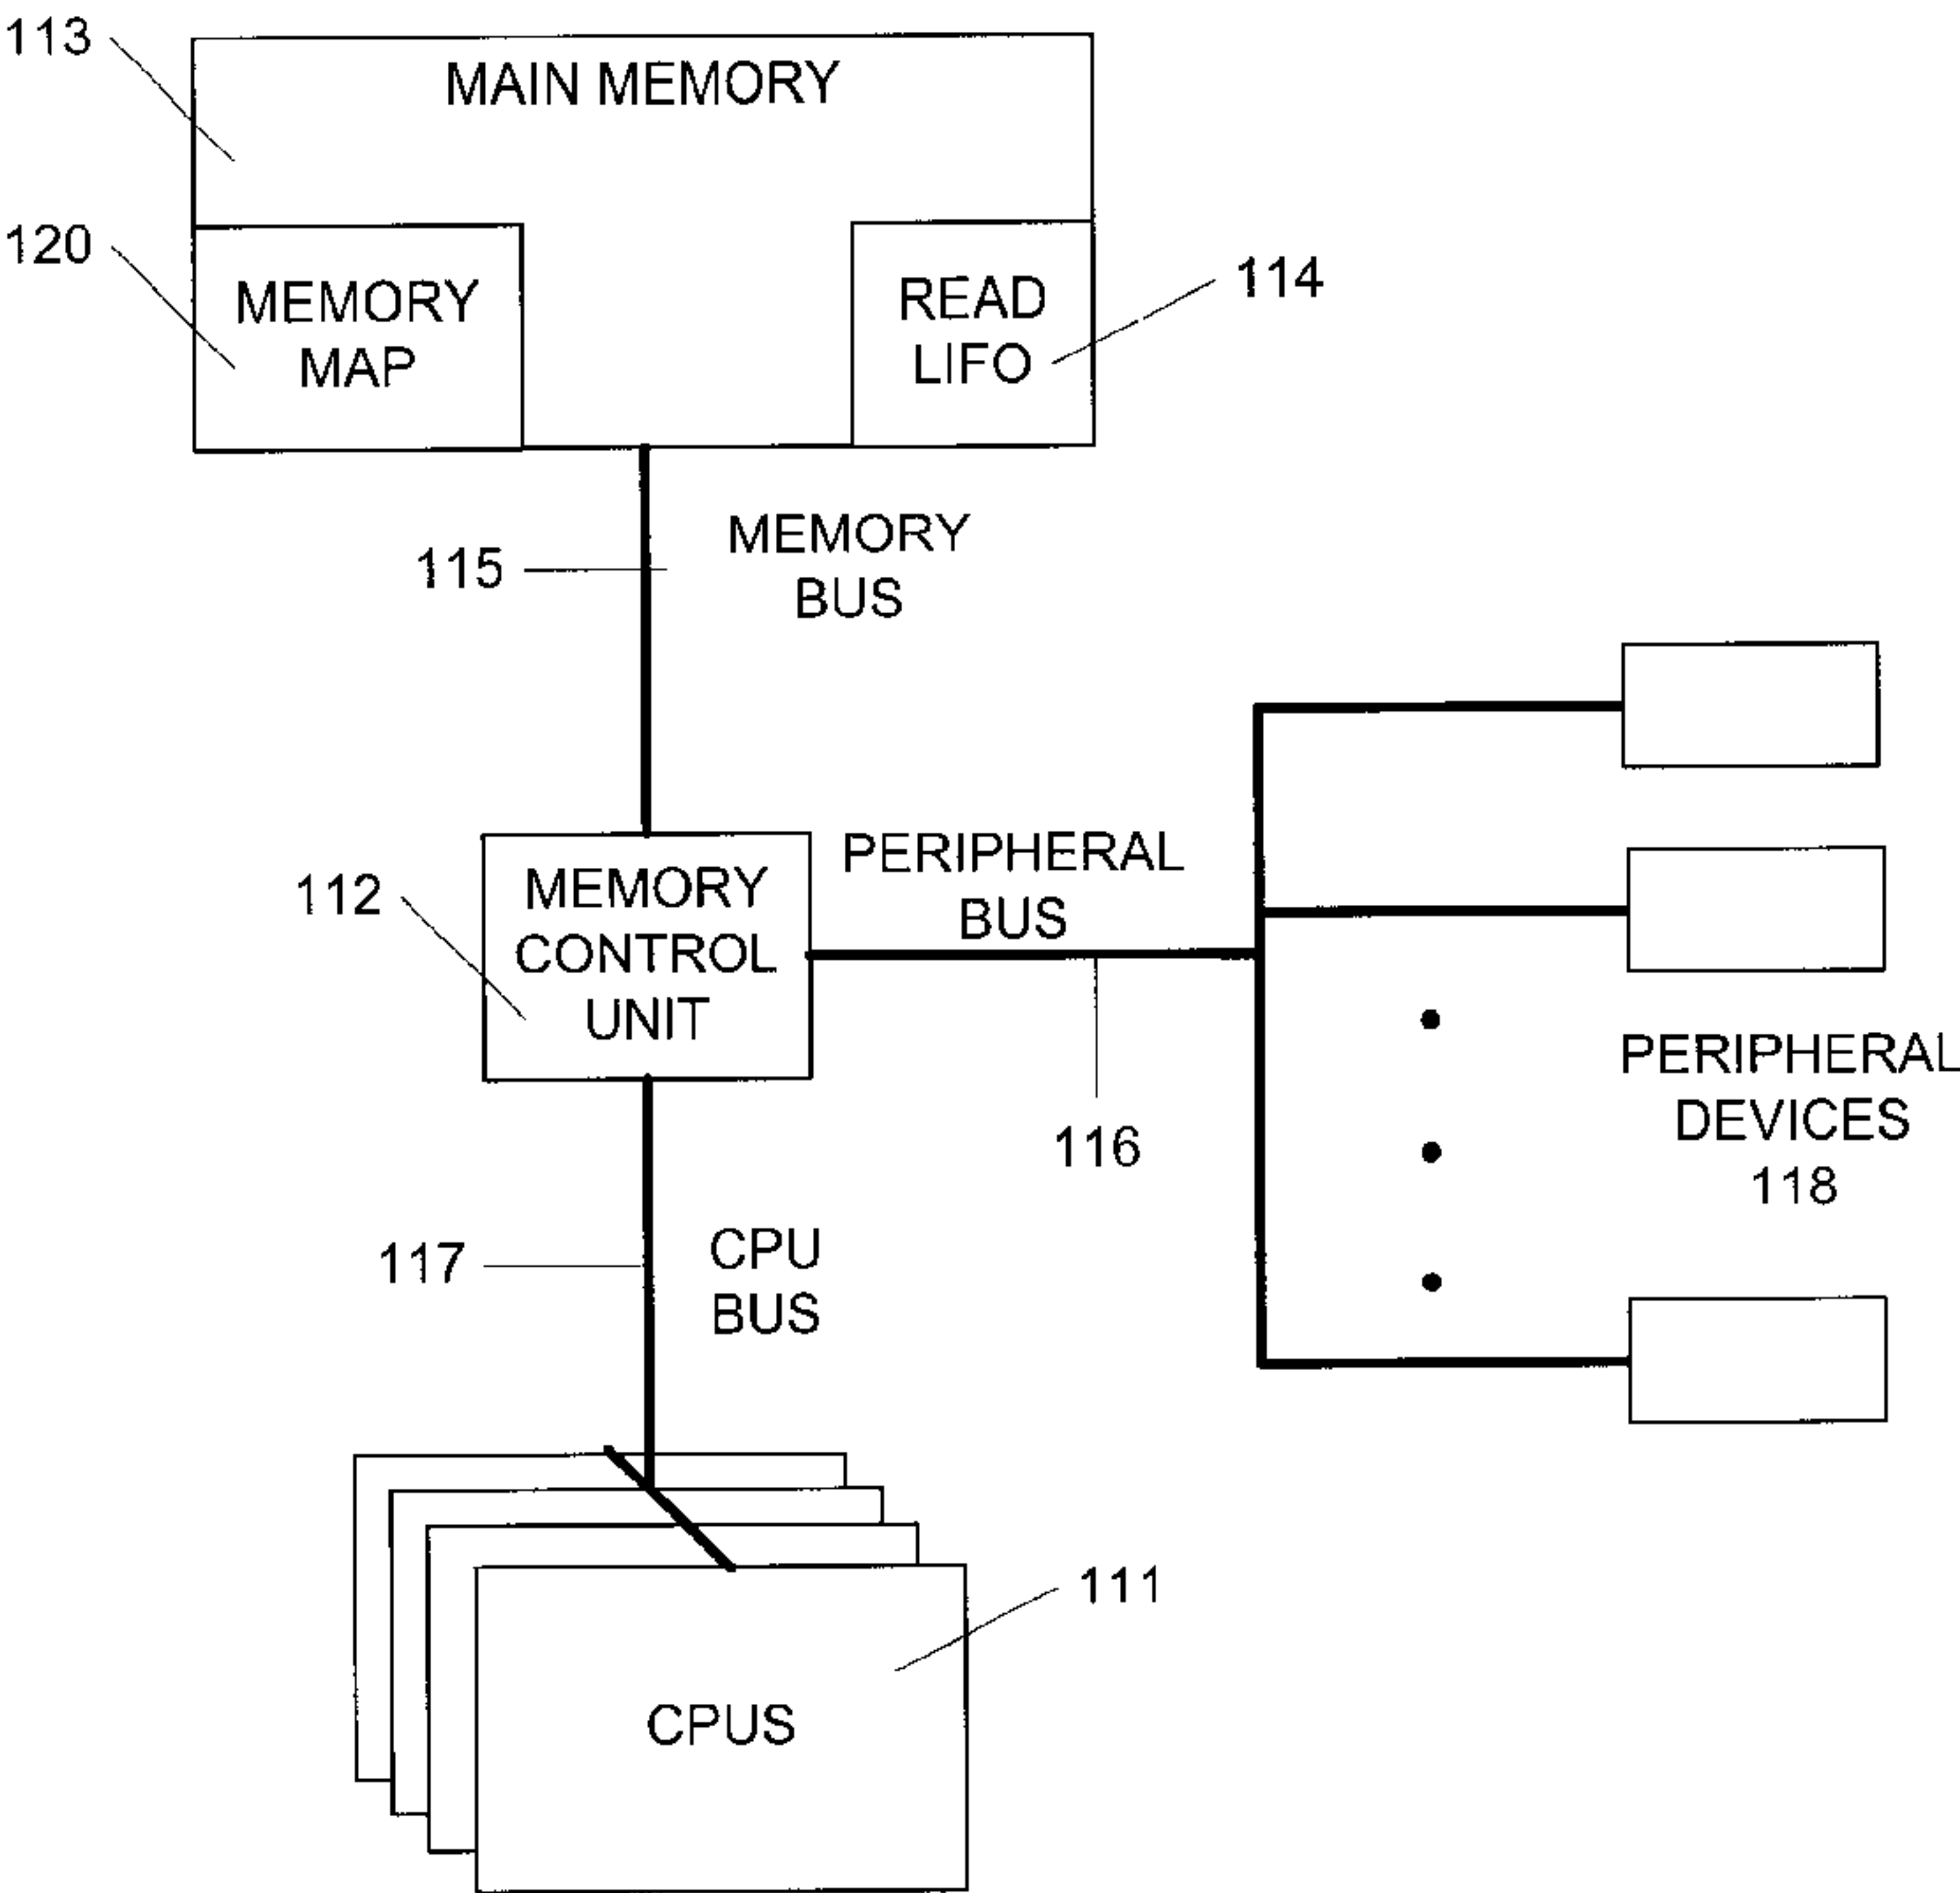 113
MAIN MEMORY
120
MEMORY
MAP
READ
LIFO
114
115
MEMORY
BUS
112
MEMORY
CONTROL
UNIT
PERIPHERAL
BUS
116
PERIPHERAL
DEVICES
118
117
CPU
BUS
111
CPUS